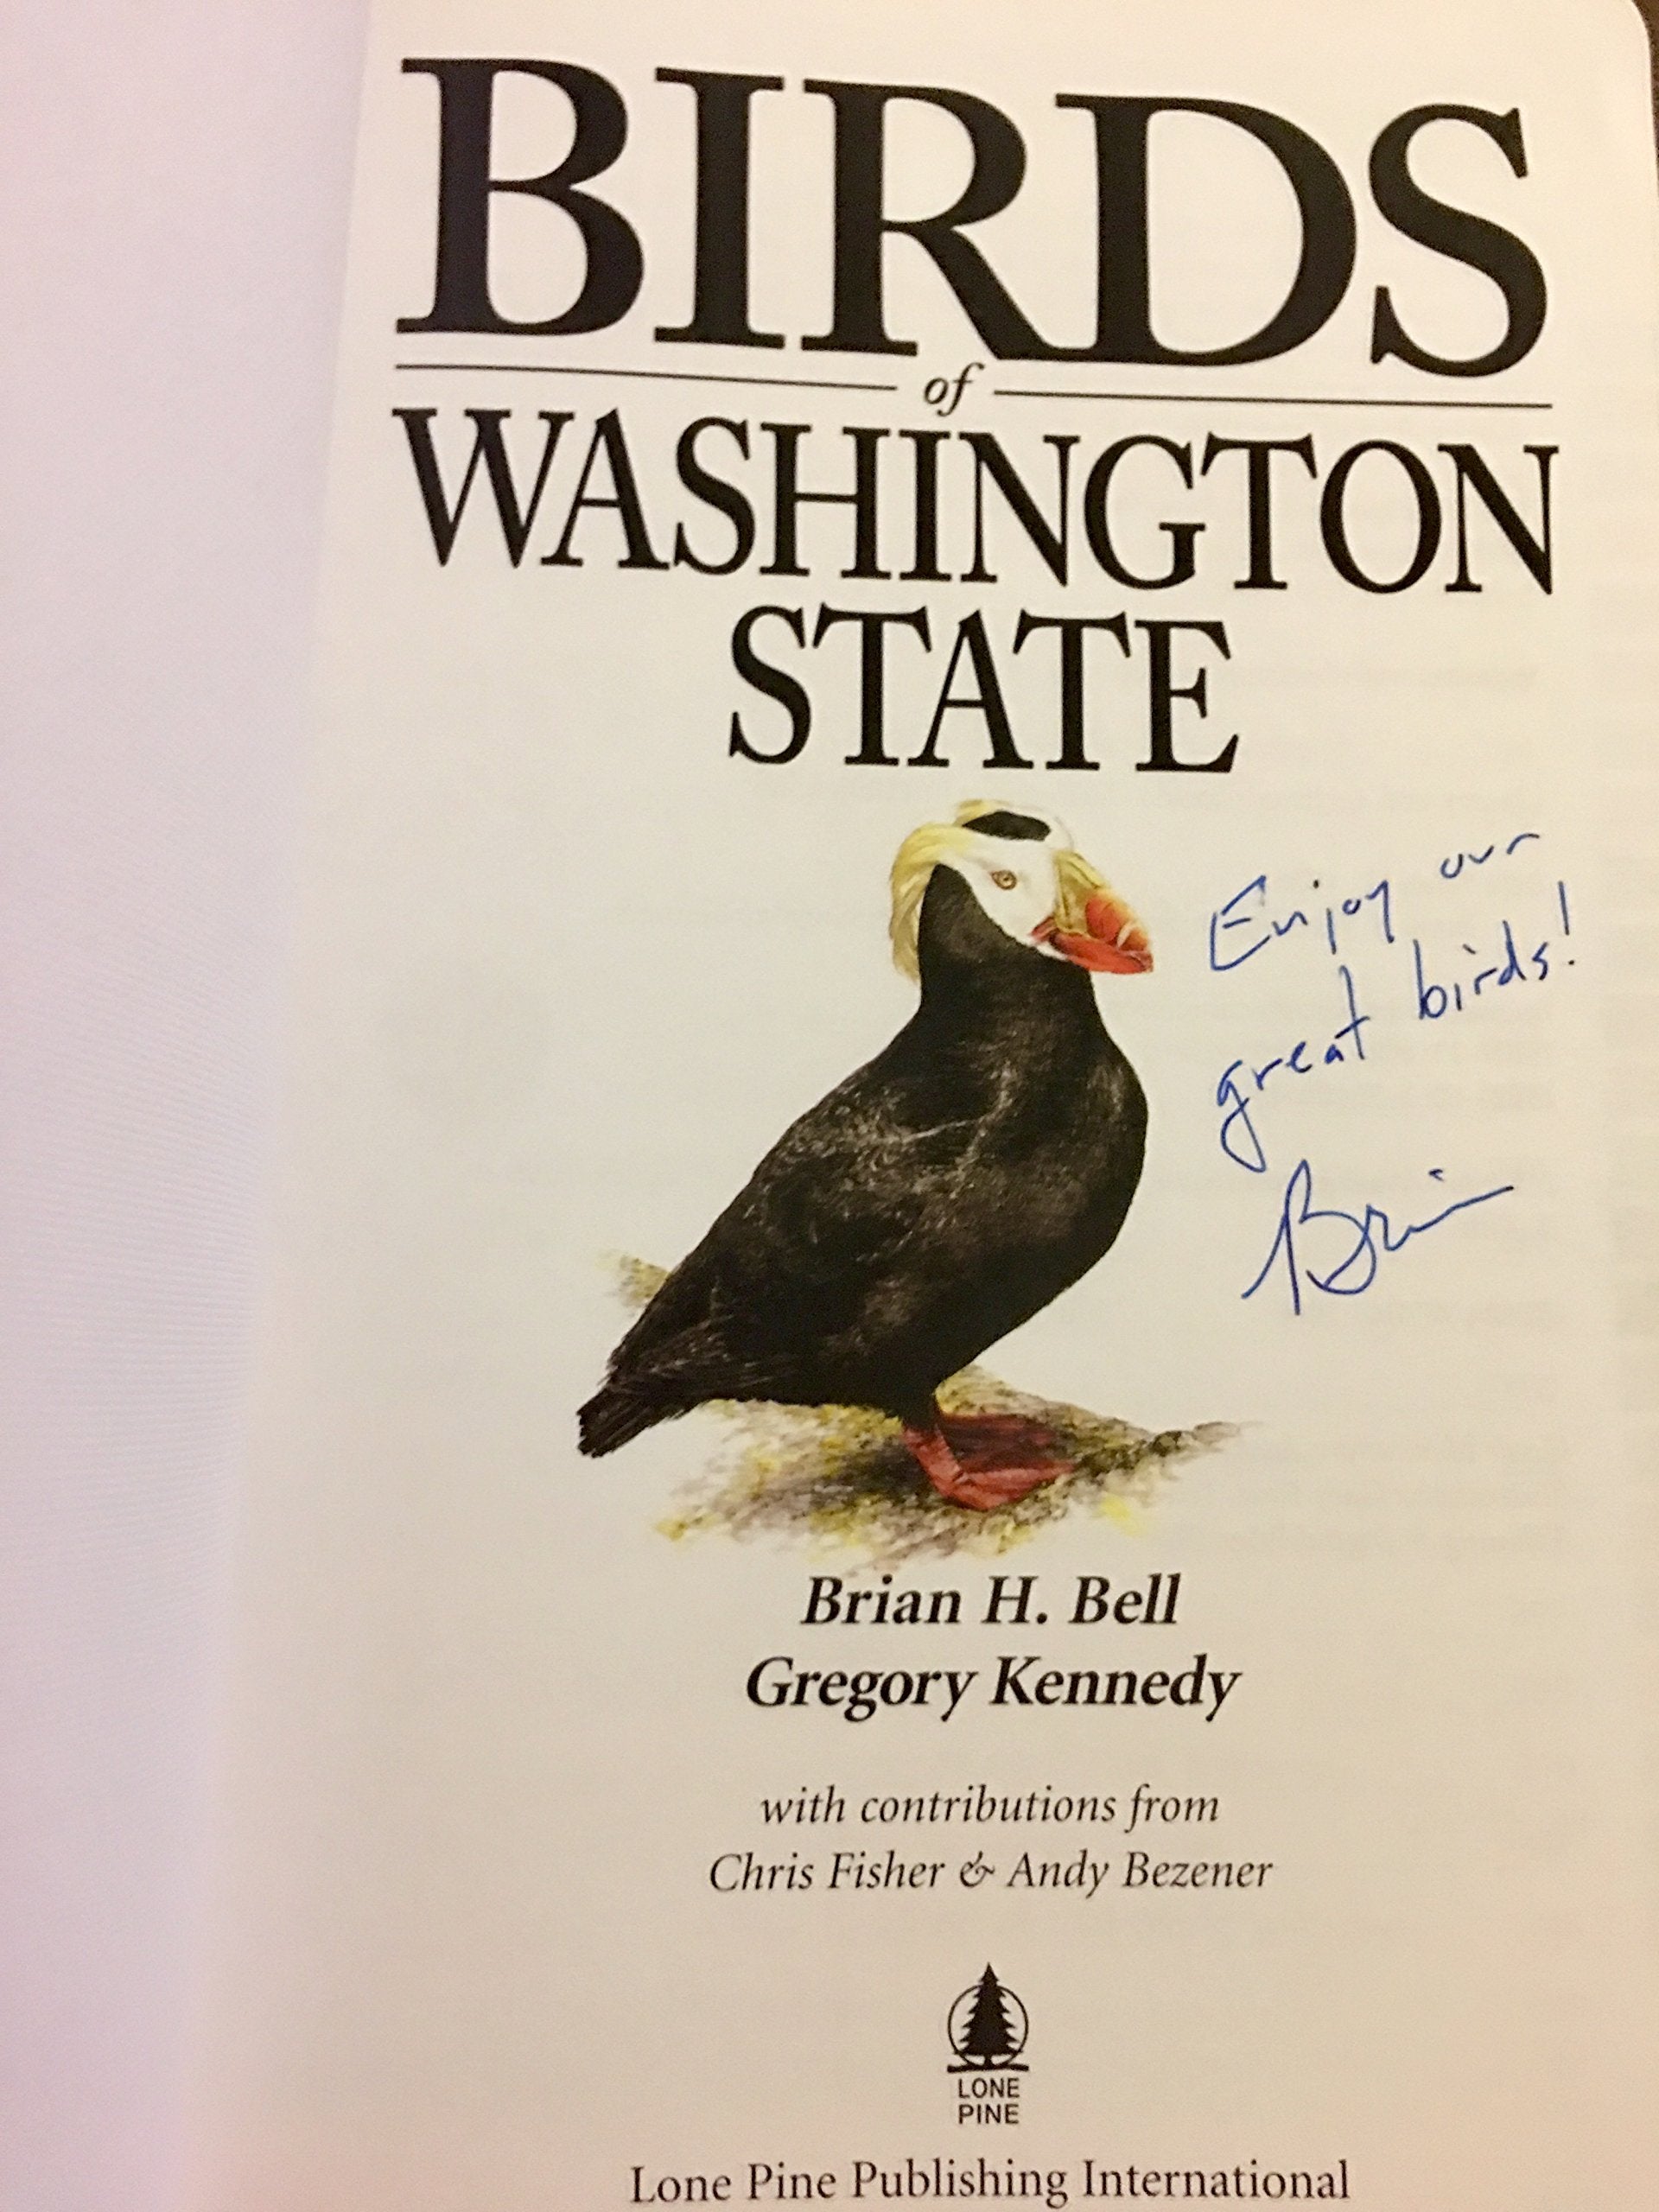 BIRDS
of
WASHINGTON
STATE
Enjoy our
great birds!
Brian
Brian H. Bell
Gregory Kennedy
with contributions from
Chris Fisher & Andy Bezener
LONE
PINE
Lone Pine Publishing International